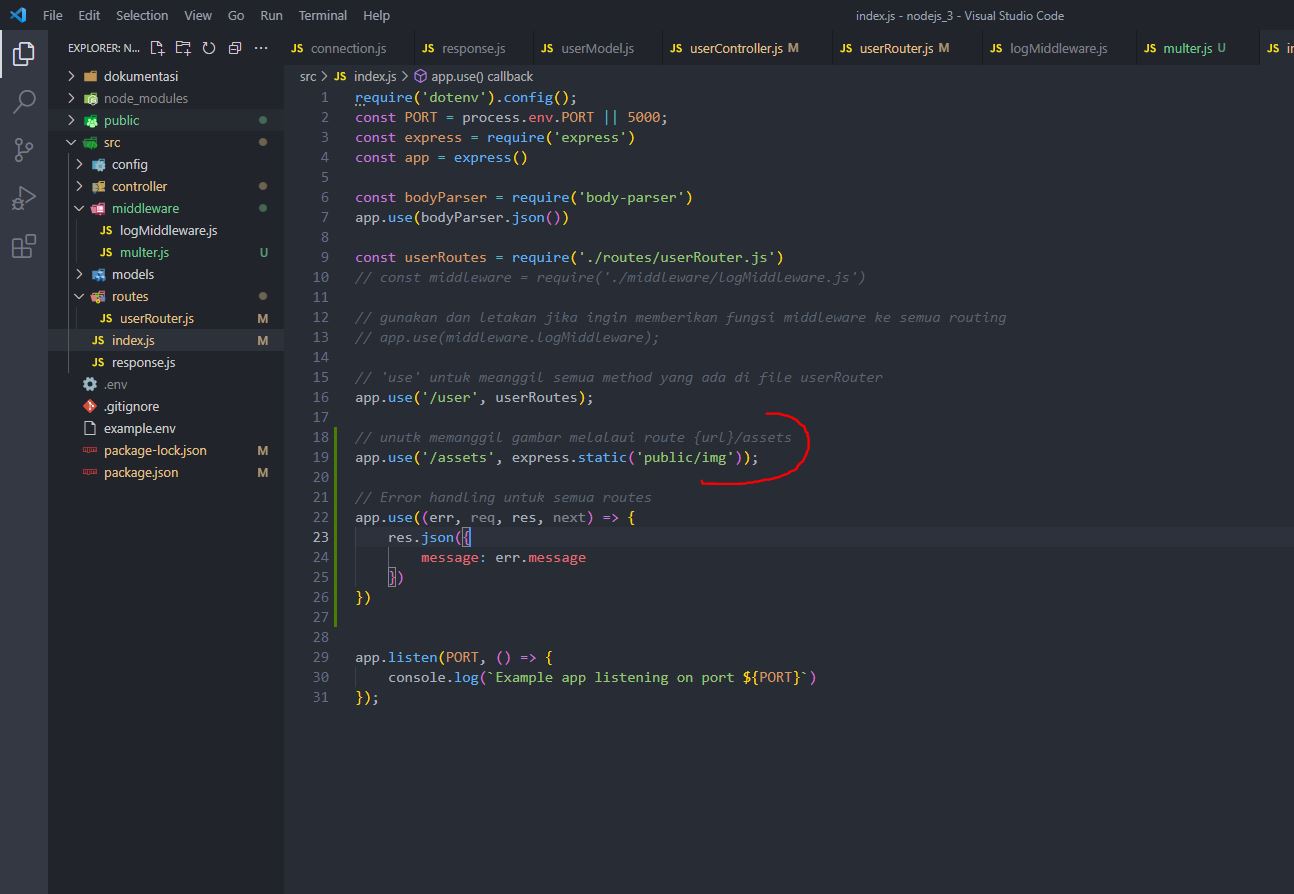 File Edit Selection View Go Run Terminal Help index.js - nodejs_3 - Visual Studio Code
EXPLORER: N...
JS connection.js JS response.js JS userModel.js JS userController.js M JS userRouter.js M JS logMiddleware.js JS multer.js U JS
dokumentasi
node_modules
public
src
config
controller
middleware
JS logMiddleware.js
JS multer.js U
models
routes
JS userRouter.js M
JS index.js M
JS response.js
.env
.gitignore
example.env
package-lock.json M
package.json M
src > JS index.js > app.use() callback
1 require('dotenv').config();
2 const PORT = process.env.PORT || 5000;
3 const express = require('express')
4 const app = express()
5
6 const bodyParser = require('body-parser')
7 app.use(bodyParser.json())
8
9 const userRoutes = require('./routes/userRouter.js')
10 // const middleware = require('./middleware/logMiddleware.js')
11
12 // gunakan dan letakan jika ingin memberikan fungsi middleware ke semua routing
13 // app.use(middleware.logMiddleware);
14
15 // 'use' untuk meanggil semua method yang ada di file userRouter
16 app.use('/user', userRoutes);
17
18 // unutk memanggil gambar melalaui route {url}/assets
19 app.use('/assets', express.static('public/img'));
20
21 // Error handling untuk semua routes
22 app.use((err, req, res, next) => {
23 res.json({
24 message: err.message
25 })
26 })
27
28
29 app.listen(PORT, () => {
30 console.log(`Example app listening on port ${PORT}`)
31 });